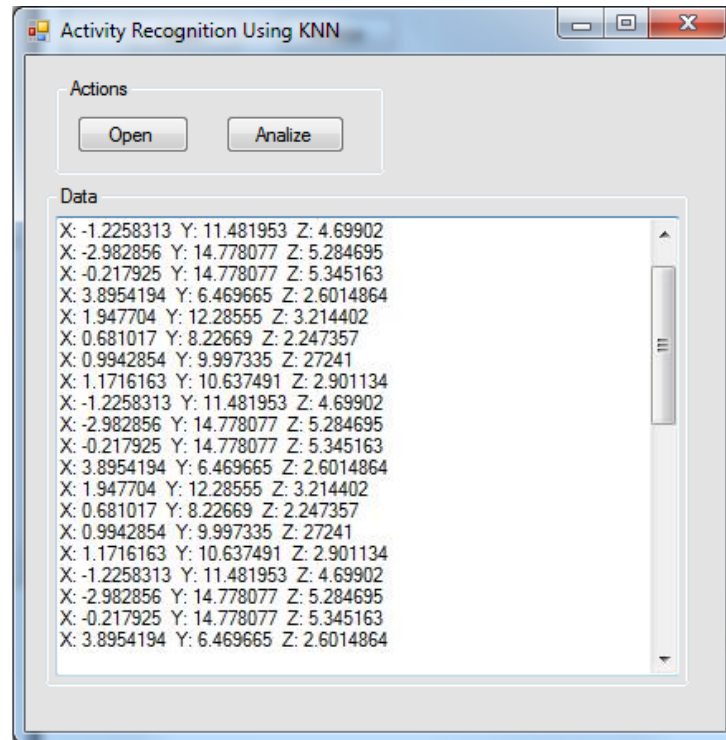 Activity Recognition Using KNN
Actions
Open Analize
Data
X: -1.2258313 Y: 11.481953 Z: 4.69902
X: -2.982856 Y: 14.778077 Z: 5.284695
X: -0.217925 Y: 14.778077 Z: 5.345163
X: 3.8954194 Y: 6.469665 Z: 2.6014864
X: 1.947704 Y: 12.28555 Z: 3.214402
X: 0.681017 Y: 8.22669 Z: 2.247357
X: 0.9942854 Y: 9.997335 Z: 27241
X: 1.1716163 Y: 10.637491 Z: 2.901134
X: -1.2258313 Y: 11.481953 Z: 4.69902
X: -2.982856 Y: 14.778077 Z: 5.284695
X: -0.217925 Y: 14.778077 Z: 5.345163
X: 3.8954194 Y: 6.469665 Z: 2.6014864
X: 1.947704 Y: 12.28555 Z: 3.214402
X: 0.681017 Y: 8.22669 Z: 2.247357
X: 0.9942854 Y: 9.997335 Z: 27241
X: 1.1716163 Y: 10.637491 Z: 2.901134
X: -1.2258313 Y: 11.481953 Z: 4.69902
X: -2.982856 Y: 14.778077 Z: 5.284695
X: -0.217925 Y: 14.778077 Z: 5.345163
X: 3.8954194 Y: 6.469665 Z: 2.6014864